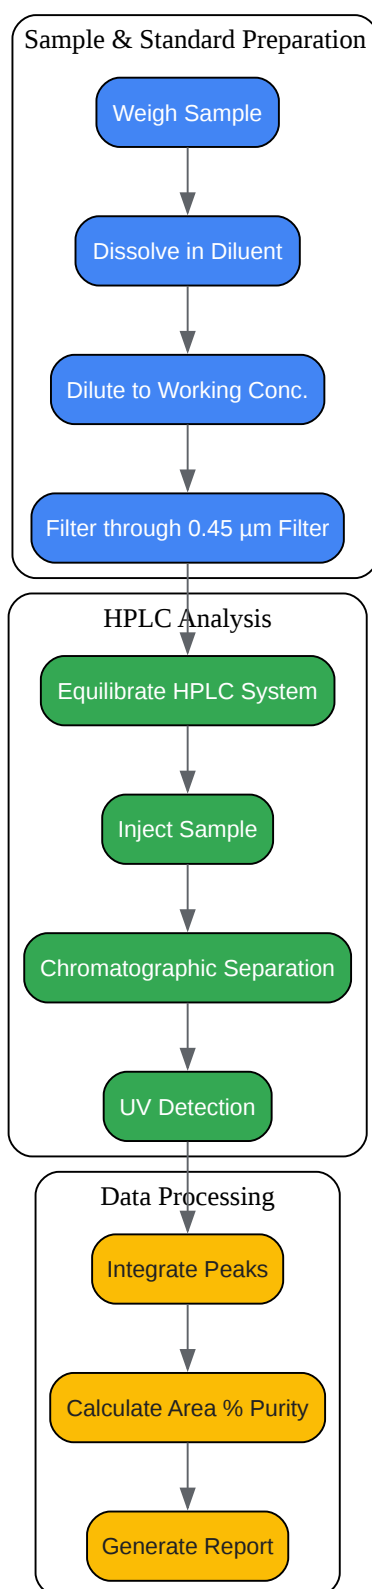 Sample & Standard Preparation
Weigh Sample
Dissolve in Diluent
Dilute to Working Conc.
Filter through 0.45 µm Filter
HPLC Analysis
Equilibrate HPLC System
Inject Sample
Chromatographic Separation
UV Detection
Data Processing
Integrate Peaks
Calculate Area % Purity
Generate Report